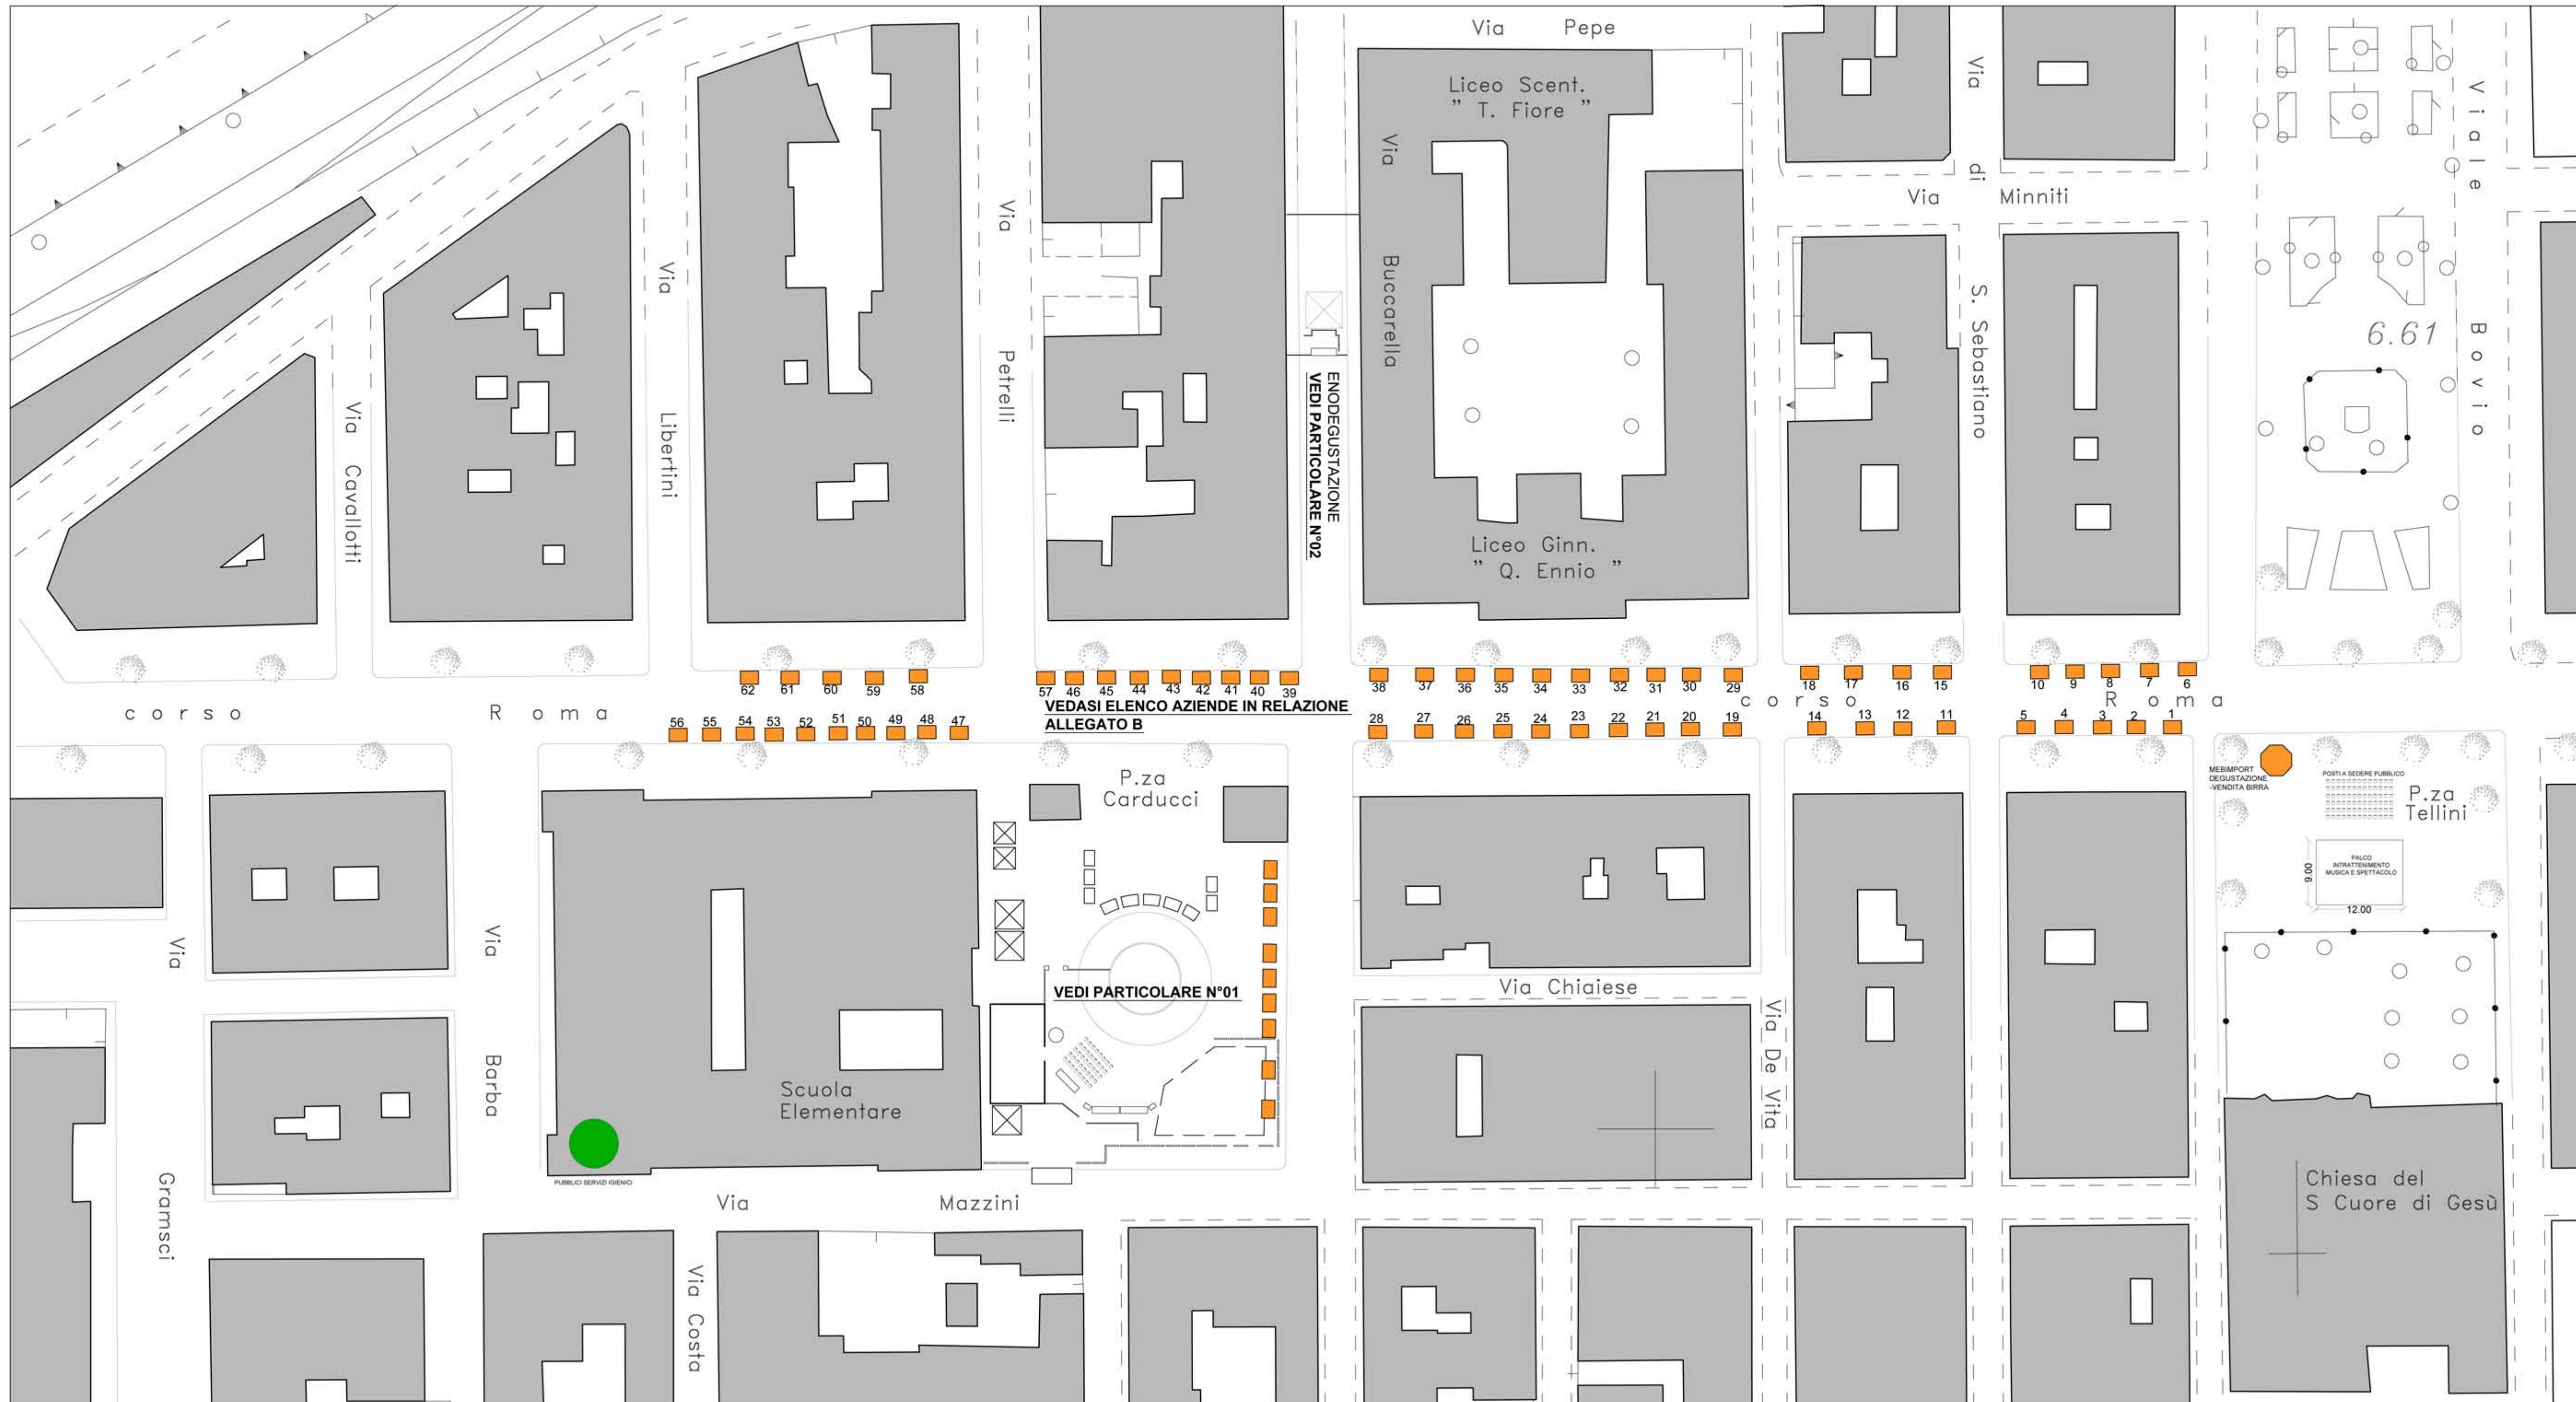 Via Pepe
Liceo Scent.
" T. Fiore "
Via Buccarella
Via di S. Sebastiano
Via Minniti
Viale Bovio
6.61
Via Petrelli
Via Libertini
Via Cavallotti
ENODEGUSTAZIONE
VEDI PARTICOLARE N°02
Liceo Ginn.
" Q. Ennio "
62 61 60 59 58
57 46 45 44 43 42 41 40 39
38 37 36 35 34 33 32 31 30 29
18 17 16 15
10 9 8 7 6
corso Roma
VEDASI ELENCO AZIENDE IN RELAZIONE
ALLEGATO B
corso Roma
56 55 54 53 52 51 50 49 48 47
28 27 26 25 24 23 22 21 20 19
14 13 12 11
5 4 3 2 1
P.za
Carducci
MEBIMPORT
DEGUSTAZIONE
-VENDITA BIRRA
POSTI A SEDERE PUBBLICO
P.za
Tellini
PALCO
INTRATTENIMENTO
MUSICA E SPETTACOLO
9.00
12.00
Via Gramsci
Via Barba
VEDI PARTICOLARE N°01
Via Chiaiese
Via De Vita
Scuola
Elementare
PUBBLICI SERVIZI IGIENICI
Via Mazzini
Via Costa
Chiesa del
S Cuore di Gesù